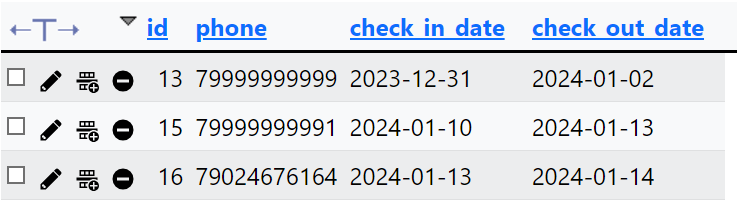 ←T→ id phone check in date check out date
13 79999999999 2023-12-31 2024-01-02
15 79999999991 2024-01-10 2024-01-13
16 79024676164 2024-01-13 2024-01-14